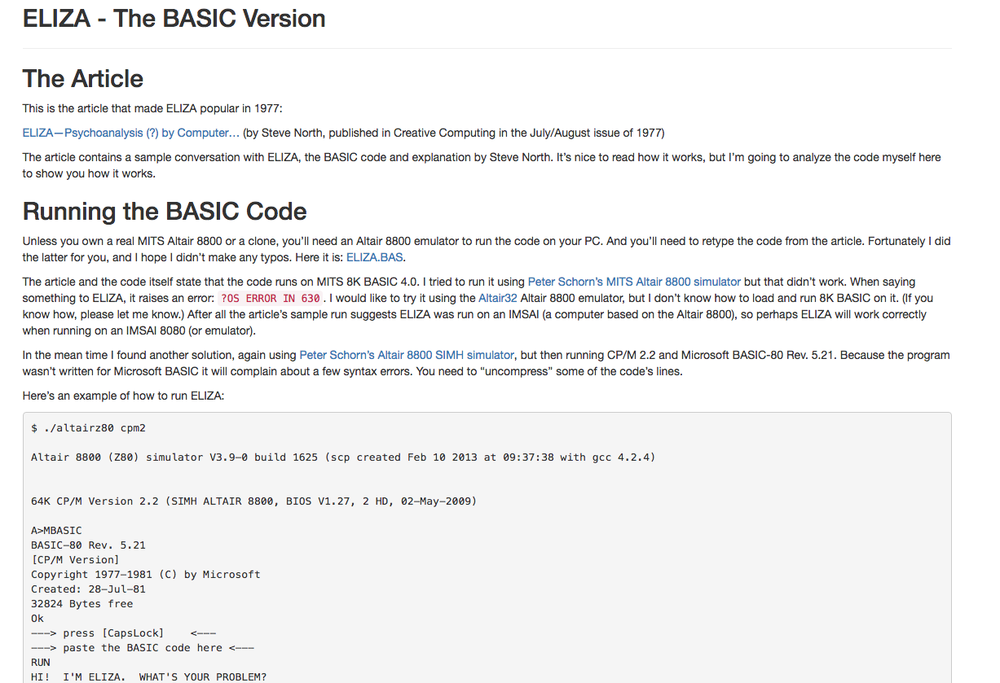 ELIZA - The BASIC Version
The Article
This is the article that made ELIZA popular in 1977:
ELIZA—Psychoanalysis (?) by Computer… (by Steve North, published in Creative Computing in the July/August issue of 1977)
The article contains a sample conversation with ELIZA, the BASIC code and explanation by Steve North. It’s nice to read how it works, but I’m going to analyze the code myself here
to show you how it works.
Running the BASIC Code
Unless you own a real MITS Altair 8800 or a clone, you’ll need an Altair 8800 emulator to run the code on your PC. And you’ll need to retype the code from the article. Fortunately I did
the latter for you, and I hope I didn’t make any typos. Here it is: ELIZA.BAS.
The article and the code itself state that the code runs on MITS 8K BASIC 4.0. I tried to run it using Peter Schorn’s MITS Altair 8800 simulator but that didn’t work. When saying
something to ELIZA, it raises an error: ?OS ERROR IN 630 . I would like to try it using the Altair32 Altair 8800 emulator, but I don’t know how to load and run 8K BASIC on it. (If you
know how, please let me know.) After all the article’s sample run suggests ELIZA was run on an IMSAI (a computer based on the Altair 8800), so perhaps ELIZA will work correctly
when running on an IMSAI 8080 (or emulator).
In the mean time I found another solution, again using Peter Schorn’s Altair 8800 SIMH simulator, but then running CP/M 2.2 and Microsoft BASIC-80 Rev. 5.21. Because the program
wasn’t written for Microsoft BASIC it will complain about a few syntax errors. You need to “uncompress” some of the code’s lines.
Here’s an example of how to run ELIZA:
$ ./altairz80 cpm2
Altair 8800 (Z80) simulator V3.9-0 build 1625 (scp created Feb 10 2013 at 09:37:38 with gcc 4.2.4)
64K CP/M Version 2.2 (SIMH ALTAIR 8800, BIOS V1.27, 2 HD, 02-May-2009)
A>MBASIC
BASIC-80 Rev. 5.21
[CP/M Version]
Copyright 1977-1981 (C) by Microsoft
Created: 28-Jul-81
32824 Bytes free
Ok
---> press [CapsLock]    <---
---> paste the BASIC code here <---
RUN
HI!  I'M ELIZA.  WHAT'S YOUR PROBLEM?